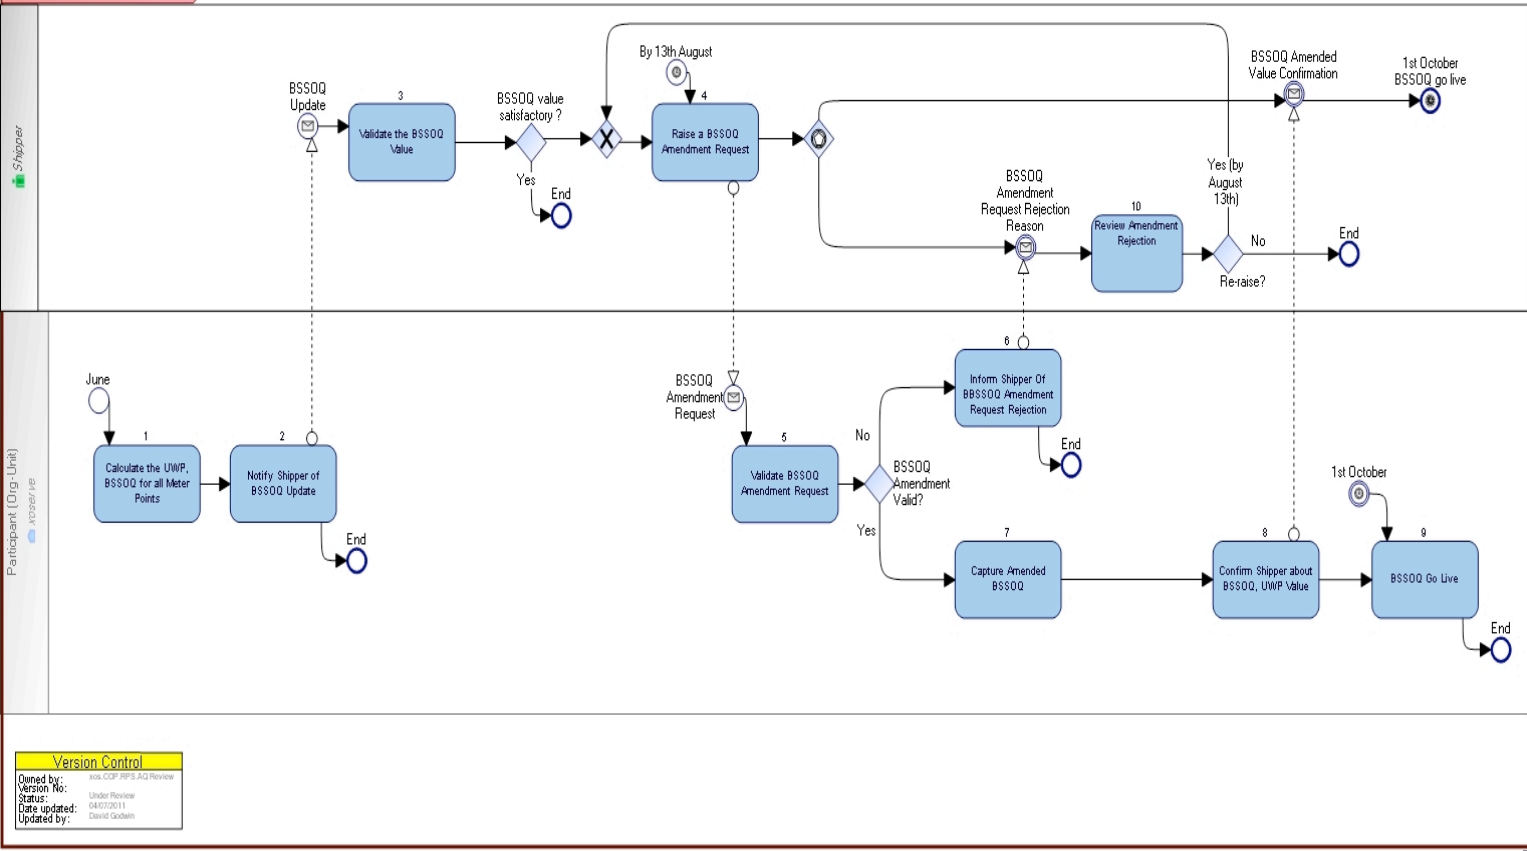 Shipper
BSSOQ
Update
3
Validate the BSSOQ
Value
BSSOQ value
satisfactory ?
Yes
End
By 13th August
4
Raise a BSSOQ
Amendment Request
BSSOQ
Amendment
Request Rejection
Reason
10
Review Amendment
Rejection
Yes (by
August
13th)
Re-raise?
No
End
BSSOQ Amended
Value Confirmation
1st October
BSSOQ go live
Participant (Org-Unit)
xoserve
June
1
Calculate the UWP,
BSSOQ for all Meter
Points
2
Notify Shipper of
BSSOQ Update
End
BSSOQ
Amendment
Request
5
Validate BSSOQ
Amendment Request
No
BSSOQ
Amendment
Valid?
Yes
6
Inform Shipper Of
BBSSOQ Amendment
Request Rejection
End
7
Capture Amended
BSSOQ
8
Confirm Shipper about
BSSOQ, UWP Value
1st October
9
BSSOQ Go Live
End
Version Control
Owned by: xos.COP.RPS.AQ Review
Version No:
Status: Under Review
Date updated: 04/07/2011
Updated by: David Godwin